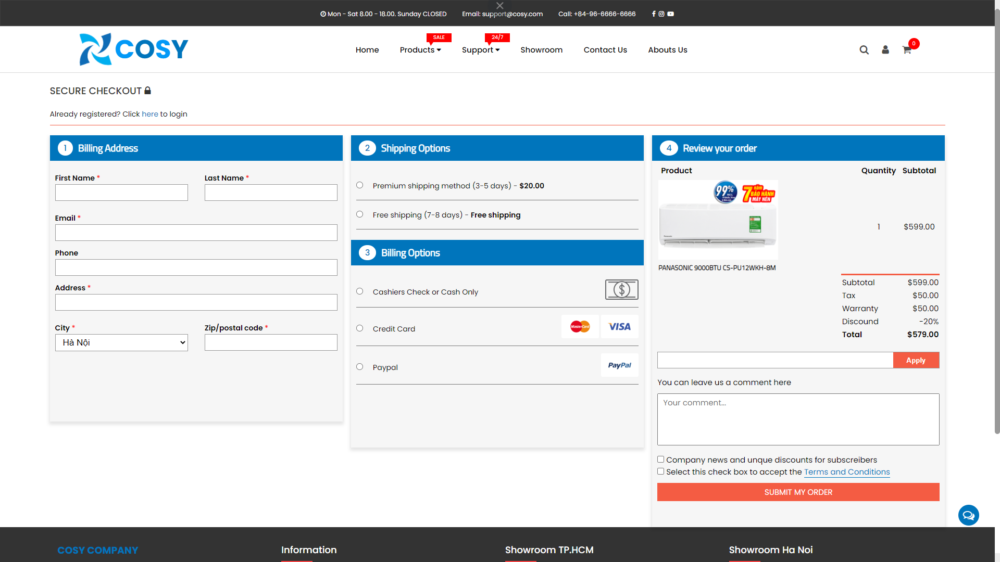 Mon - Sat 8.00 - 18.00. Sunday CLOSED
Email: support@cosy.com
Call: +84-96-6666-6666
COSY
Home
Products
SALE
Support
24/7
Showroom
Contact Us
Abouts Us
0
SECURE CHECKOUT
Already registered? Click here to login
1 Billing Address
First Name *
Last Name *
Email *
Phone
Address *
City *
Zip/postal code *
Hà Nội
2 Shipping Options
Premium shipping method (3-5 days) - $20.00
Free shipping (7-8 days) - Free shipping
3 Billing Options
Cashiers Check or Cash Only
Credit Card
MasterCard
VISA
Paypal
PayPal
4 Review your order
Product Quantity Subtotal
99%
7 năm
BẢO HÀNH
MÁY NÉN
Panasonic
1 $599.00
PANASONIC 9000BTU CS-PU12WKH-8M
Subtotal $599.00
Tax $50.00
Warranty $50.00
Discound -20%
Total $579.00
Apply
You can leave us a comment here
Your comment...
Company news and unque discounts for subscreibers
Select this check box to accept the Terms and Conditions
SUBMIT MY ORDER
COSY COMPANY
Information
Showroom TP.HCM
Showroom Ha Noi